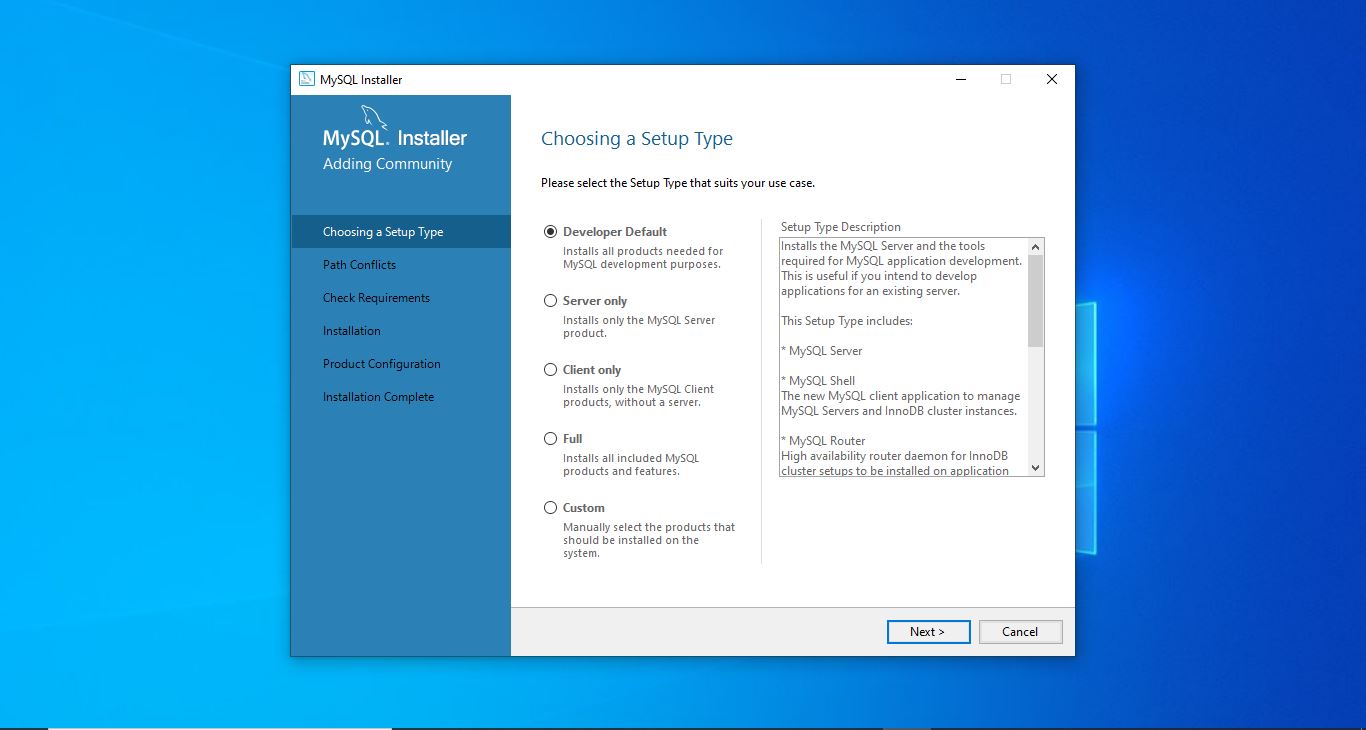 MySQL Installer
MySQL. Installer
Adding Community
Choosing a Setup Type
Path Conflicts
Check Requirements
Installation
Product Configuration
Installation Complete
Choosing a Setup Type
Please select the Setup Type that suits your use case.
Developer Default
Installs all products needed for
MySQL development purposes.
Server only
Installs only the MySQL Server
product.
Client only
Installs only the MySQL Client
products, without a server.
Full
Installs all included MySQL
products and features.
Custom
Manually select the products that
should be installed on the
system.
Setup Type Description
Installs the MySQL Server and the tools
required for MySQL application development.
This is useful if you intend to develop
applications for an existing server.
This Setup Type includes:
* MySQL Server
* MySQL Shell
The new MySQL client application to manage
MySQL Servers and InnoDB cluster instances.
* MySQL Router
High availability router daemon for InnoDB
cluster setups to be installed on application
Next >
Cancel